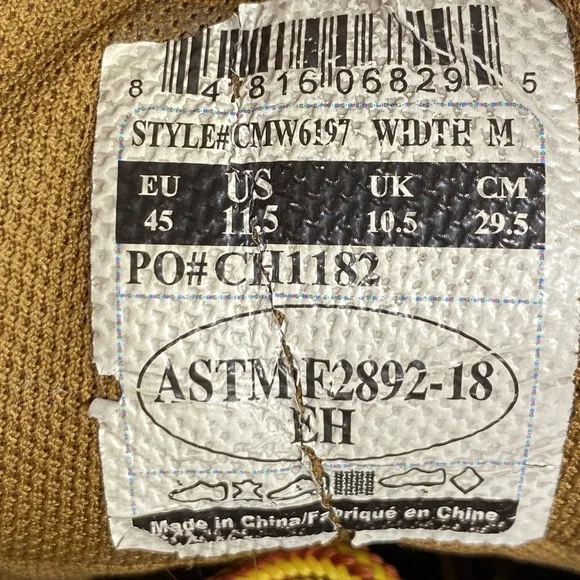 8 41816 06829 5
STYLE#CMW6197 WIDTH M
EU US UK CM
45 11.5 10.5 29.5
PO# CH1182
ASTM F2892-18
EH
Made in China/Fabriqué en Chine